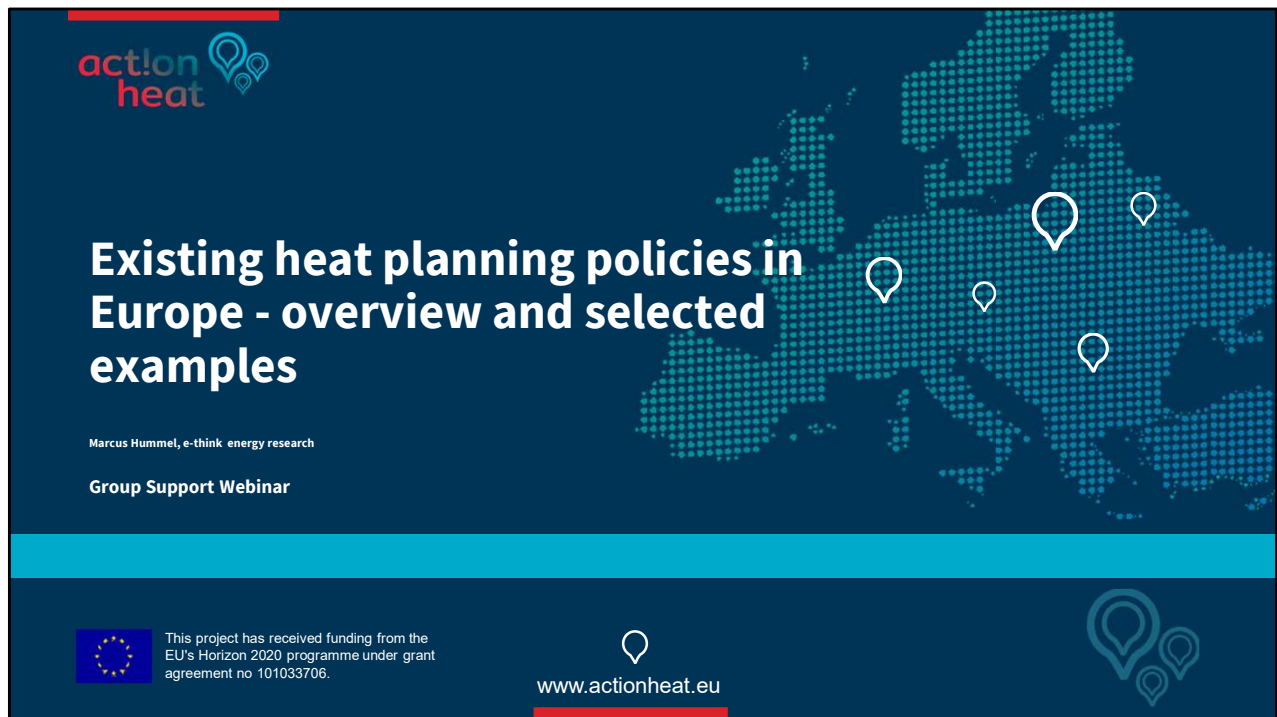 act!on
heat
Existing heat planning policies in
Europe - overview and selected
examples
Marcus Hummel, e-think energy research
Group Support Webinar
This project has received funding from the
EU's Horizon 2020 programme under grant
agreement no 101033706.
www.actionheat.eu